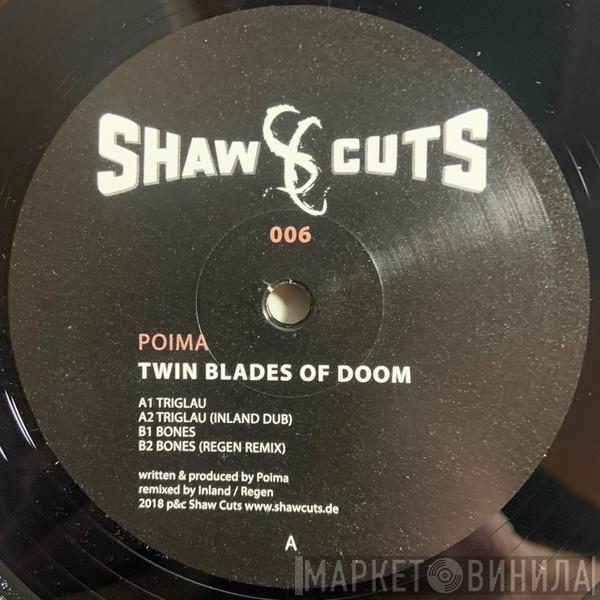 SHAW SC CUTS
006
POIMA
TWIN BLADES OF DOOM
A1 TRIGLAU
A2 TRIGLAU (INLAND DUB)
B1 BONES
B2 BONES (REGEN REMIX)
written & produced by Poima
remixed by Inland / Regen
2018 p&c Shaw Cuts www.shawcuts.de
A
МАРКЕТ ВИНИЛА